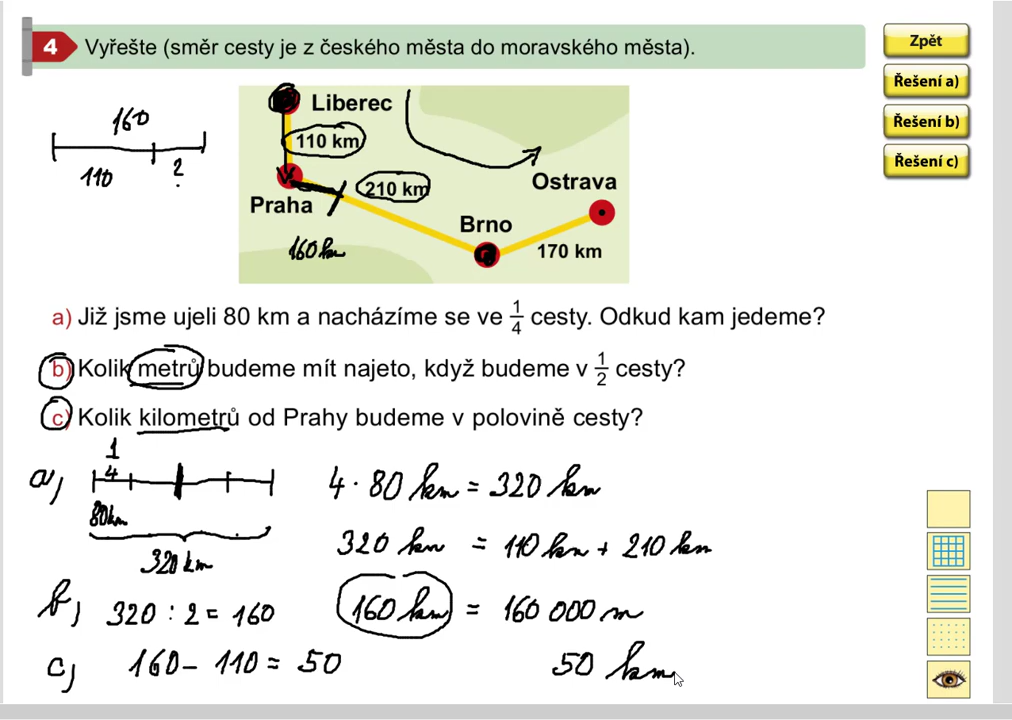 4 Vyřešte (směr cesty je z českého města do moravského města).
Zpět
Řešení a)
Řešení b)
Řešení c)
160
110 ?
Liberec
110 km
210 km
Praha
160 km
Ostrava
Brno
170 km
a) Již jsme ujeli 80 km a nacházíme se ve 1/4 cesty. Odkud kam jedeme?
b) Kolik metrů budeme mít najeto, když budeme v 1/2 cesty?
c) Kolik kilometrů od Prahy budeme v polovině cesty?
a) 1/4 4 · 80 km = 320 km
80 km
320 km
320 km = 110 km + 210 km
b) 320 : 2 = 160 160 km = 160 000 m
c) 160 - 110 = 50 50 km